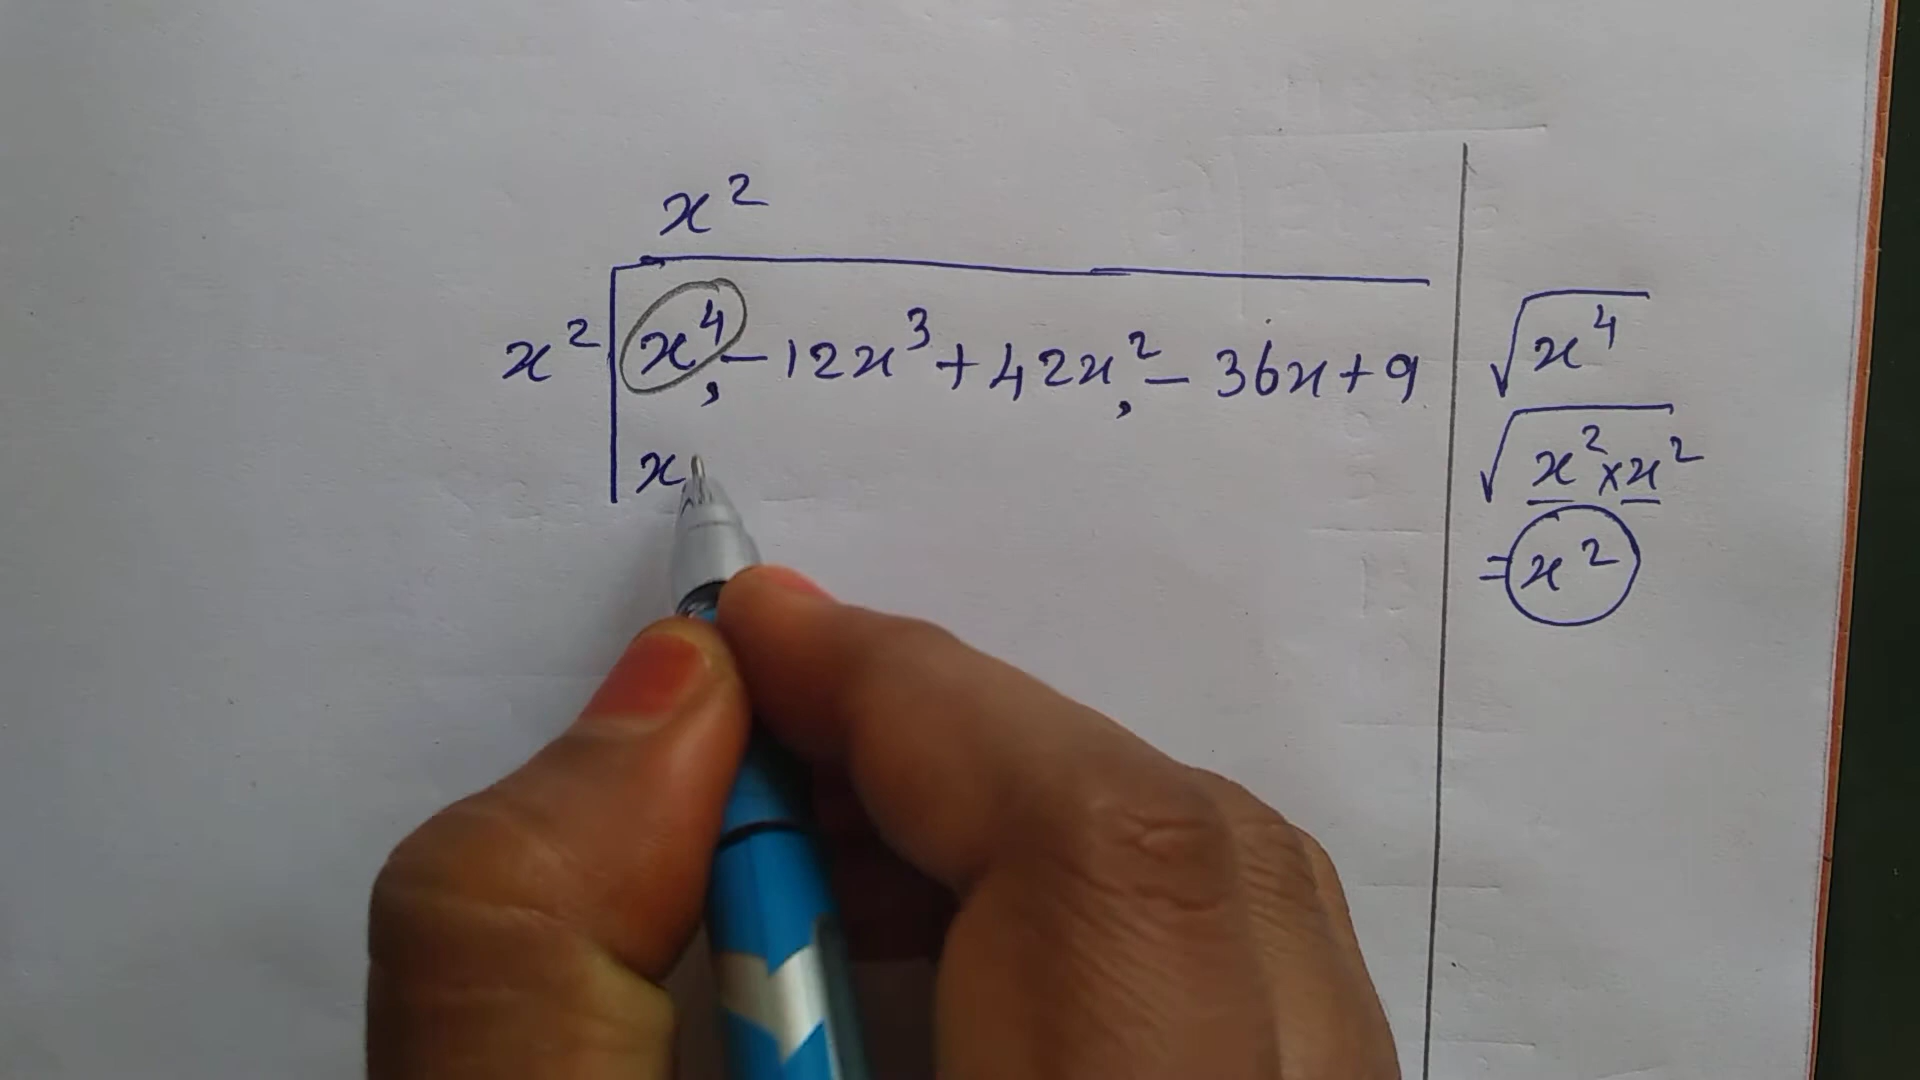 x²
x² x⁴, - 12x³ + 42x², - 36x + 9
x
√x⁴
√x² × x²
= x²